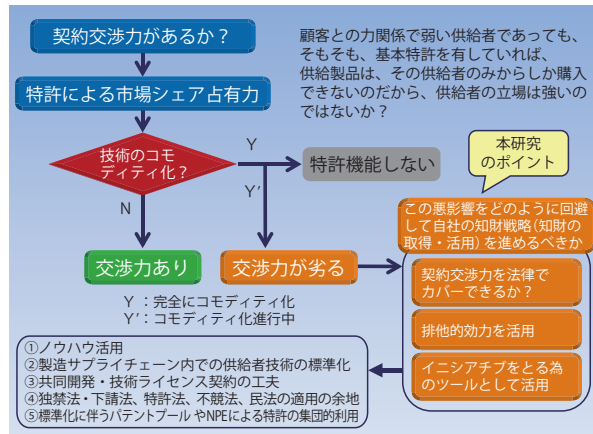 契約交渉力があるか？
特許による市場シェア占有力
技術のコモ
ディティ化？
Y
Y′
N
特許機能しない
交渉力あり
交渉力が劣る
Y ：完全にコモディティ化
Y′：コモディティ化進行中
顧客との力関係で弱い供給者であっても、
そもそも、基本特許を有していれば、
供給製品は、その供給者のみからしか購入
できないのだから、供給者の立場は強いの
ではないか？
本研究
のポイント
この悪影響をどのように回避
して自社の知財戦略(知財の
取得・活用)を進めるべきか
契約交渉力を法律で
カバーできるか？
排他的効力を活用
イニシアチブをとる為
のツールとして活用
①ノウハウ活用
②製造サプライチェーン内での供給者技術の標準化
③共同開発・技術ライセンス契約の工夫
④独禁法・下請法、特許法、不競法、民法の適用の余地
⑤標準化に伴うパテントプールやNPEによる特許の集団的利用